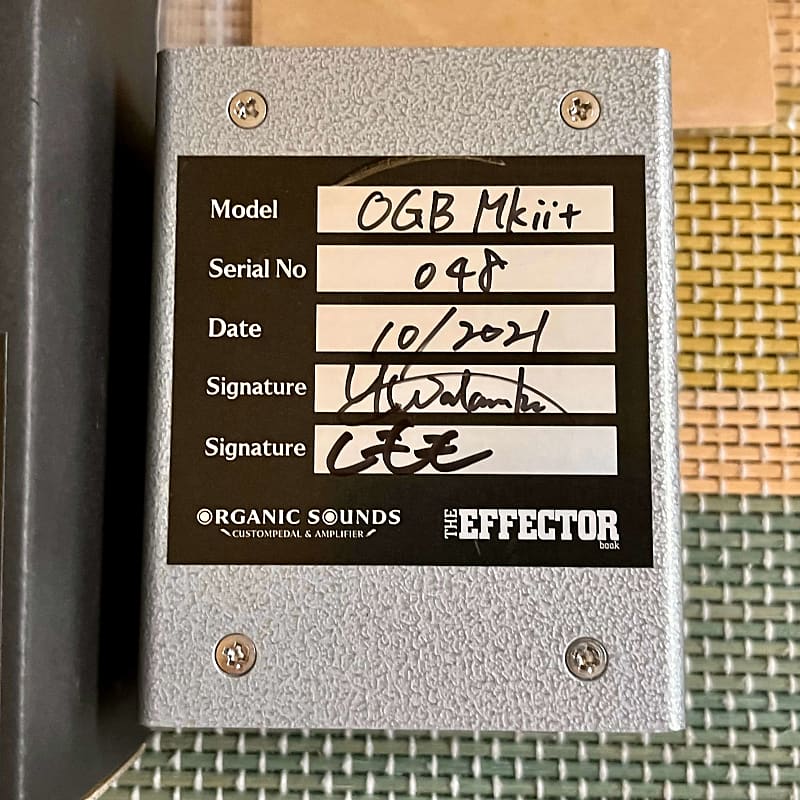 Model OGB Mkii+
Serial No 048
Date 10/2021
Signature
Signature
ORGANIC SOUNDS
CUSTOMPEDAL & AMPLIFIER
THE EFFECTOR
book